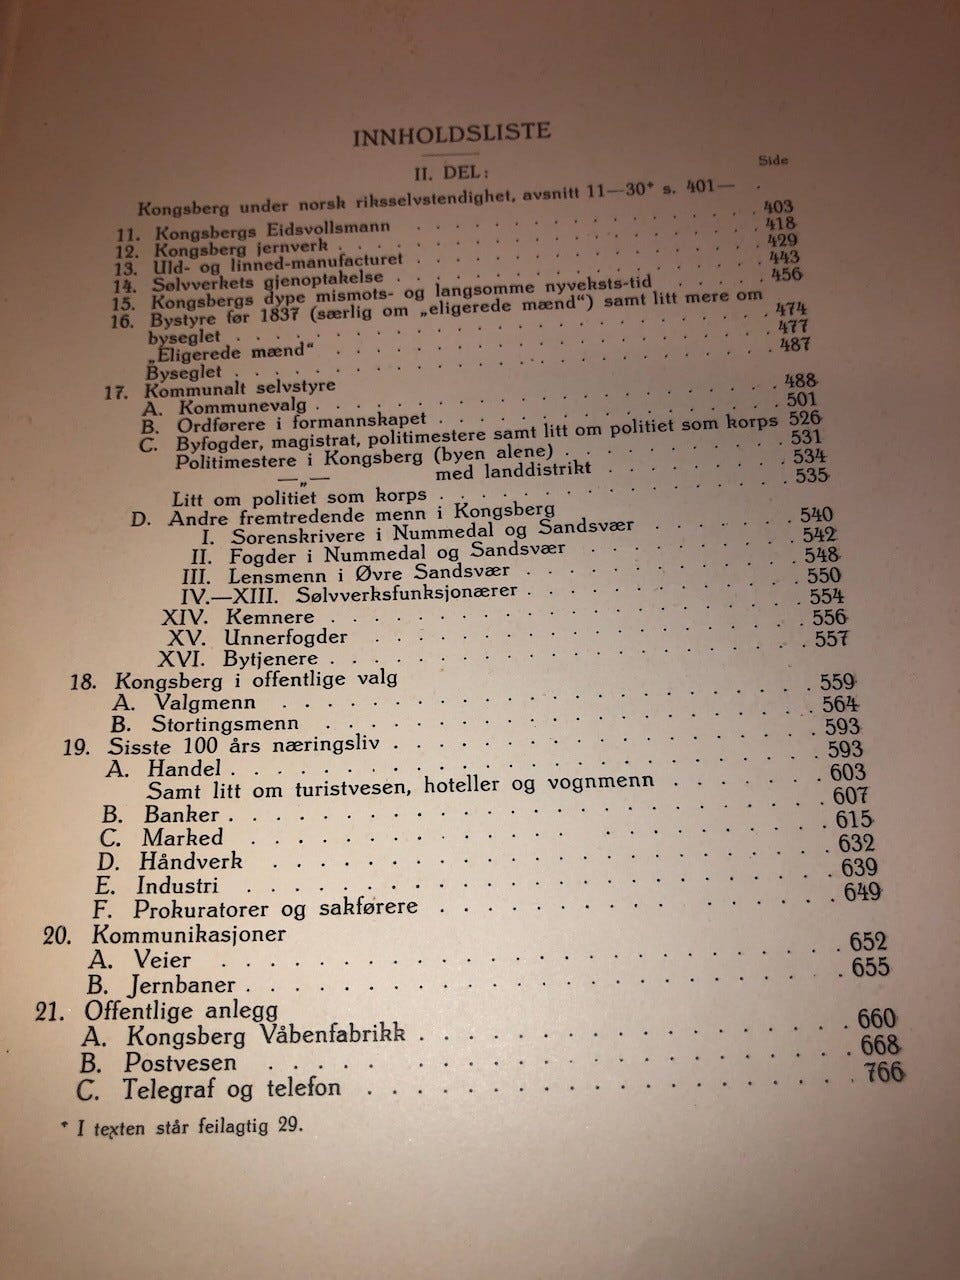 INNHOLDSLISTE
II. DEL:
Side
Kongsberg under norsk riksselvstendighet, avsnitt 11—30* s. 401—
11. Kongsbergs Eidsvollsmann . . . 403
12. Kongsberg jernverk . . . 418
13. Uld- og linned-manufacturet . . . 429
14. Sølvverkets gjenoptakelse . . . 443
15. Kongsbergs dype mismots- og langsomme nyveksts-tid . . . 456
16. Bystyre før 1837 (særlig om „eligerede mænd“) samt litt mere om
byseglet . . . 474
„Eligerede mænd“ . . . 477
Byseglet . . . 487
17. Kommunalt selvstyre
A. Kommunevalg . . . 488
B. Ordførere i formannskapet . . . 501
C. Byfogder, magistrat, politimestere samt litt om politiet som korps 526
Politimestere i Kongsberg (byen alene) . . . 531
—„— med landdistrikt . . . 534
Litt om politiet som korps . . . 535
D. Andre fremtredende menn i Kongsberg
I. Sorenskrivere i Nummedal og Sandsvær . . . 540
II. Fogder i Nummedal og Sandsvær . . . 542
III. Lensmenn i Øvre Sandsvær . . . 548
IV.—XIII. Sølvverksfunksjonærer . . . 550
XIV. Kemnere . . . 554
XV. Unnerfogder . . . 556
XVI. Bytjenere . . . 557
18. Kongsberg i offentlige valg
A. Valgmenn . . . 559
B. Stortingsmenn . . . 564
19. Sisste 100 års næringsliv . . . 593
A. Handel . . . 593
Samt litt om turistvesen, hoteller og vognmenn . . . 603
B. Banker . . . 607
C. Marked . . . 615
D. Håndverk . . . 632
E. Industri . . . 639
F. Prokuratorer og sakførere . . . 649
20. Kommunikasjoner
A. Veier . . . 652
B. Jernbaner . . . 655
21. Offentlige anlegg
A. Kongsberg Våbenfabrikk . . . 660
B. Postvesen . . . 668
C. Telegraf og telefon . . . 766
* I texten står feilagtig 29.